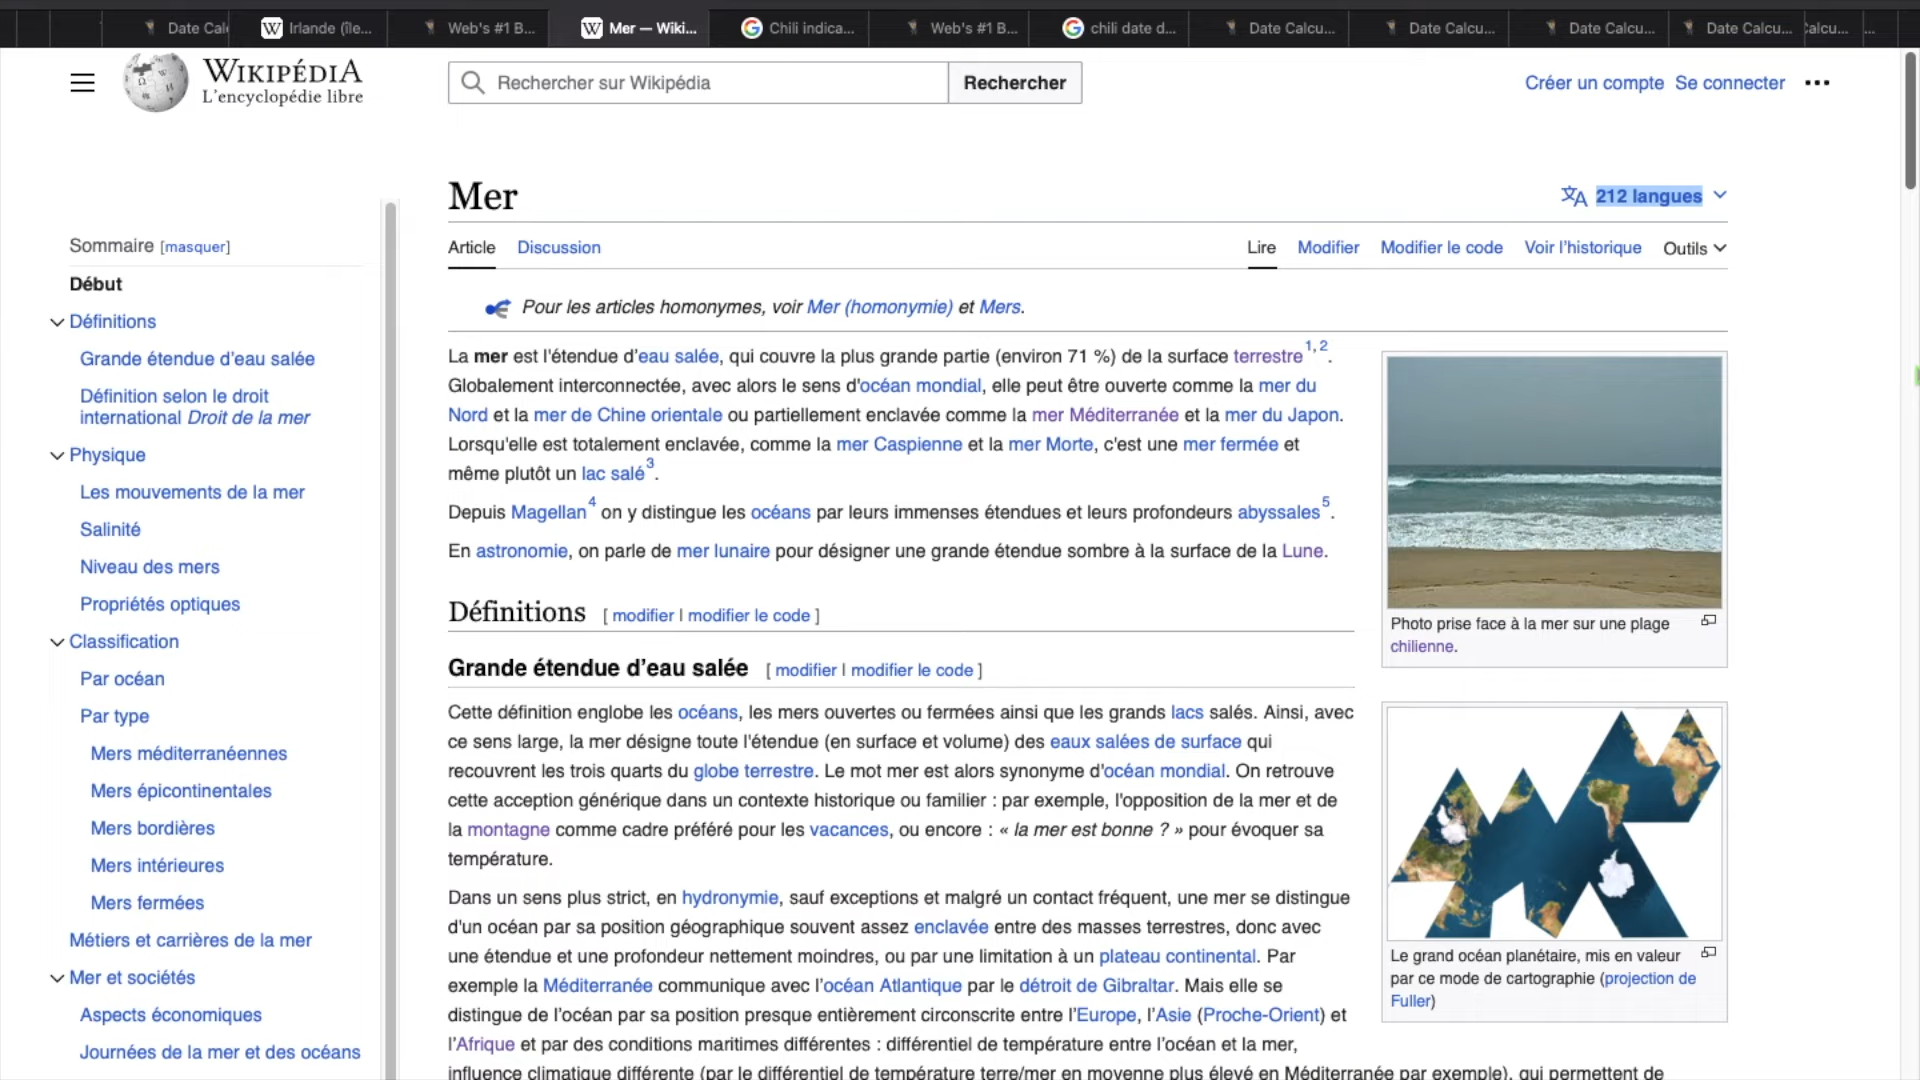 Date Cal
Irlande (île...
Web's #1 B...
Mer — Wiki...
Chili indica...
Web's #1 B...
chili date d...
Date Calcu...
Date Calcu...
Date Calcu...
Date Calcu...
alcu...
...
WIKIPÉDIA
L'encyclopédie libre
Rechercher sur Wikipédia
Rechercher
Créer un compte Se connecter
Mer
212 langues
Article Discussion
Lire Modifier Modifier le code Voir l'historique Outils
Sommaire [masquer]
Début
Définitions
Grande étendue d'eau salée
Définition selon le droit
international Droit de la mer
Physique
Les mouvements de la mer
Salinité
Niveau des mers
Propriétés optiques
Classification
Par océan
Par type
Mers méditerranéennes
Mers épicontinentales
Mers bordières
Mers intérieures
Mers fermées
Métiers et carrières de la mer
Mer et sociétés
Aspects économiques
Journées de la mer et des océans
Pour les articles homonymes, voir Mer (homonymie) et Mers.
La mer est l'étendue d'eau salée, qui couvre la plus grande partie (environ 71 %) de la surface terrestre1, 2.
Globalement interconnectée, avec alors le sens d'océan mondial, elle peut être ouverte comme la mer du
Nord et la mer de Chine orientale ou partiellement enclavée comme la mer Méditerranée et la mer du Japon.
Lorsqu'elle est totalement enclavée, comme la mer Caspienne et la mer Morte, c'est une mer fermée et
même plutôt un lac salé3.
Depuis Magellan4 on y distingue les océans par leurs immenses étendues et leurs profondeurs abyssales5.
En astronomie, on parle de mer lunaire pour désigner une grande étendue sombre à la surface de la Lune.
Définitions [ modifier | modifier le code ]
Grande étendue d'eau salée [ modifier | modifier le code ]
Cette définition englobe les océans, les mers ouvertes ou fermées ainsi que les grands lacs salés. Ainsi, avec
ce sens large, la mer désigne toute l'étendue (en surface et volume) des eaux salées de surface qui
recouvrent les trois quarts du globe terrestre. Le mot mer est alors synonyme d'océan mondial. On retrouve
cette acception générique dans un contexte historique ou familier : par exemple, l'opposition de la mer et de
la montagne comme cadre préféré pour les vacances, ou encore : « la mer est bonne ? » pour évoquer sa
température.
Dans un sens plus strict, en hydronymie, sauf exceptions et malgré un contact fréquent, une mer se distingue
d'un océan par sa position géographique souvent assez enclavée entre des masses terrestres, donc avec
une étendue et une profondeur nettement moindres, ou par une limitation à un plateau continental. Par
exemple la Méditerranée communique avec l'océan Atlantique par le détroit de Gibraltar. Mais elle se
distingue de l'océan par sa position presque entièrement circonscrite entre l'Europe, l'Asie (Proche-Orient) et
l'Afrique et par des conditions maritimes différentes : différentiel de température entre l'océan et la mer,
influence climatique différente (par le différentiel de température terre/mer en moyenne plus élevé en Méditerranée par exemple), qui permettent de
Photo prise face à la mer sur une plage
chilienne.
Le grand océan planétaire, mis en valeur
par ce mode de cartographie (projection de
Fuller)